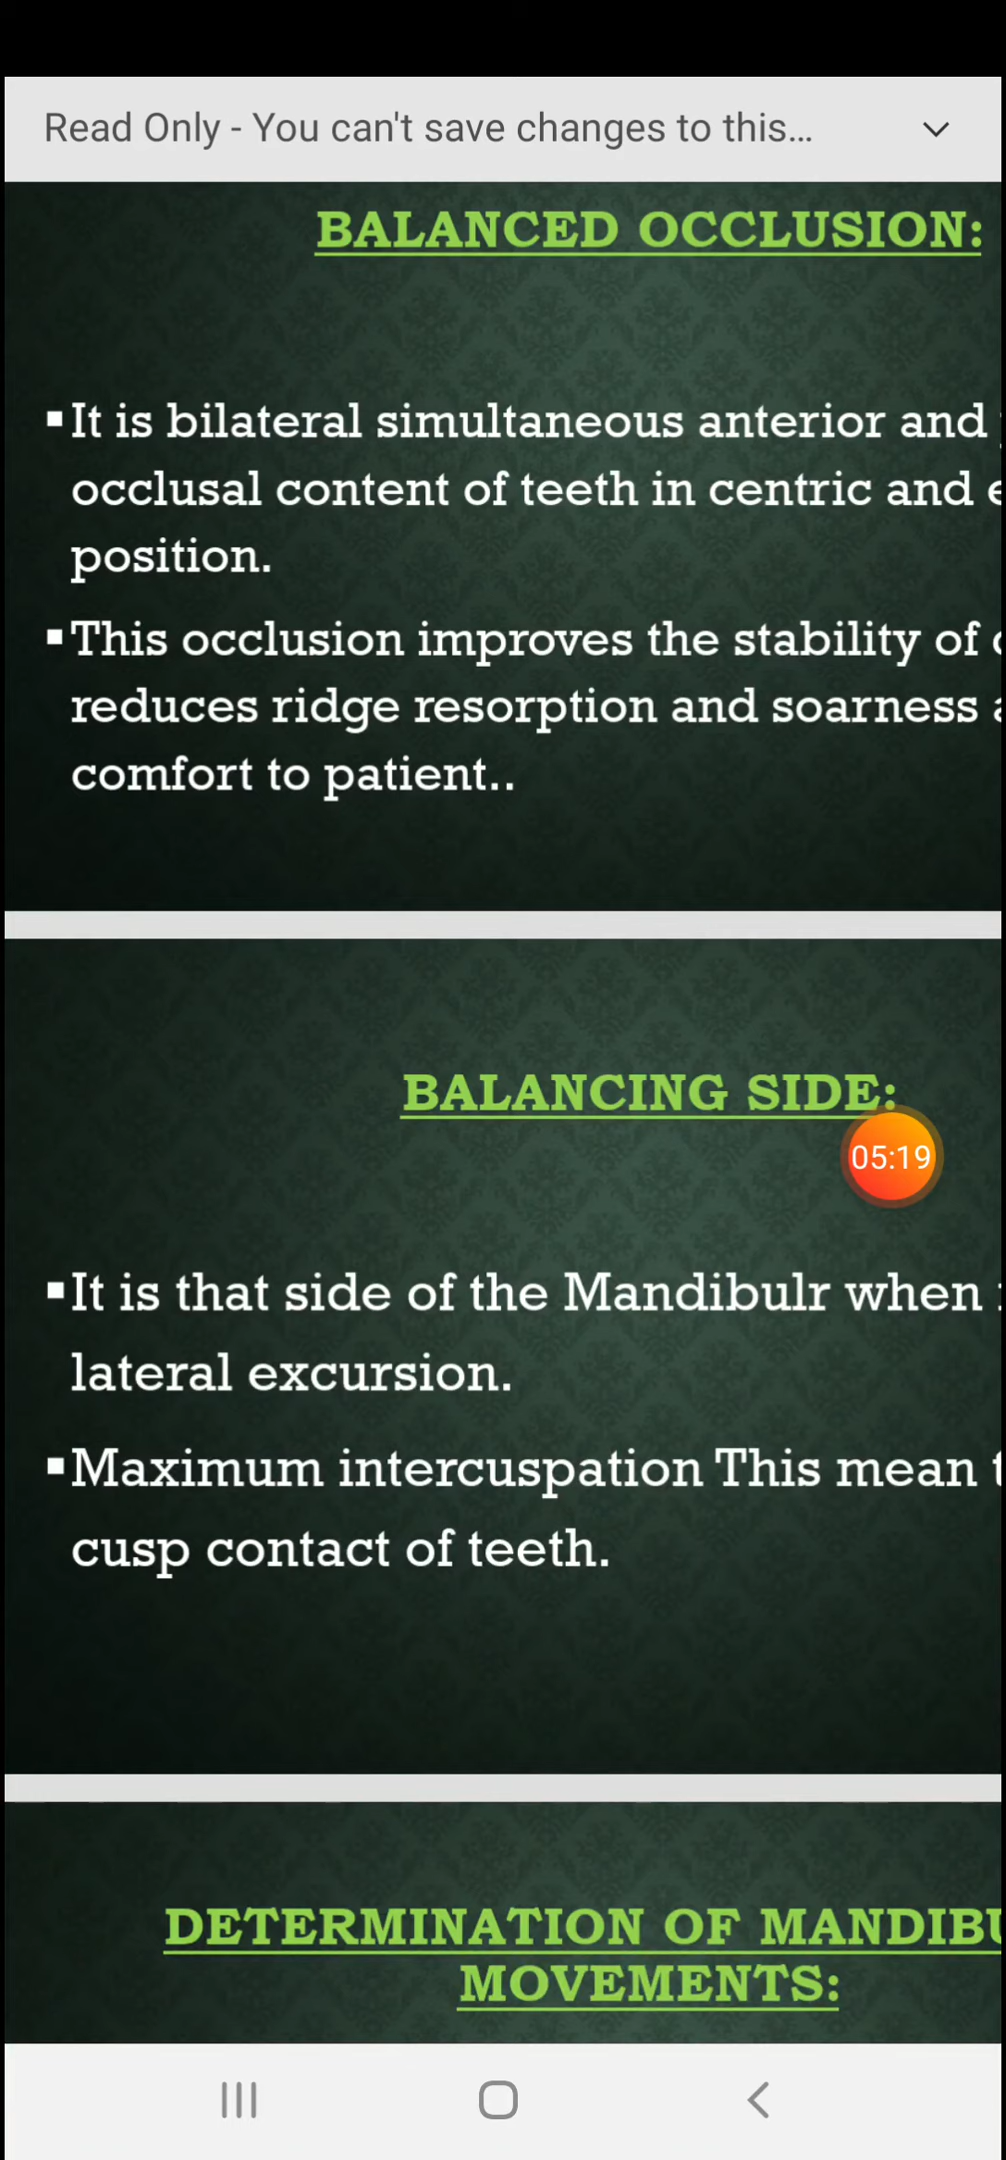 Read Only - You can't save changes to this...
BALANCED OCCLUSION:
▪It is bilateral simultaneous anterior and
occlusal content of teeth in centric and
position.
▪This occlusion improves the stability of
reduces ridge resorption and soarness
comfort to patient..
BALANCING SIDE:
05:19
▪It is that side of the Mandibulr when
lateral excursion.
▪Maximum intercuspation This mean
cusp contact of teeth.
DETERMINATION OF
MOVEMENTS: